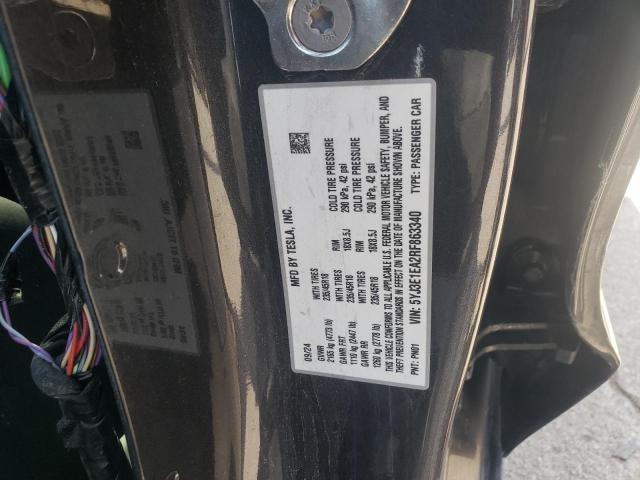 MFD BY TESLA, INC.
09/24
GVWR
2165 kg (4773 lb)
GAWR FRT WITH TIRES RIM COLD TIRE PRESSURE
1110 kg (2447 lb) 235/45R18 18X8.5J 290 kPa, 42 psi
GAWR RR WITH TIRES RIM COLD TIRE PRESSURE
1260 kg (2778 lb) 235/45R18 18X8.5J 290 kPa, 42 psi
THIS VEHICLE CONFORMS TO ALL APPLICABLE U.S. FEDERAL MOTOR VEHICLE SAFETY, BUMPER, AND
THEFT PREVENTION STANDARDS IN EFFECT ON THE DATE OF MANUFACTURE SHOWN ABOVE.
VIN: 5YJ3E1EA2RF863340
PNT: PN01 TYPE: PASSENGER CAR